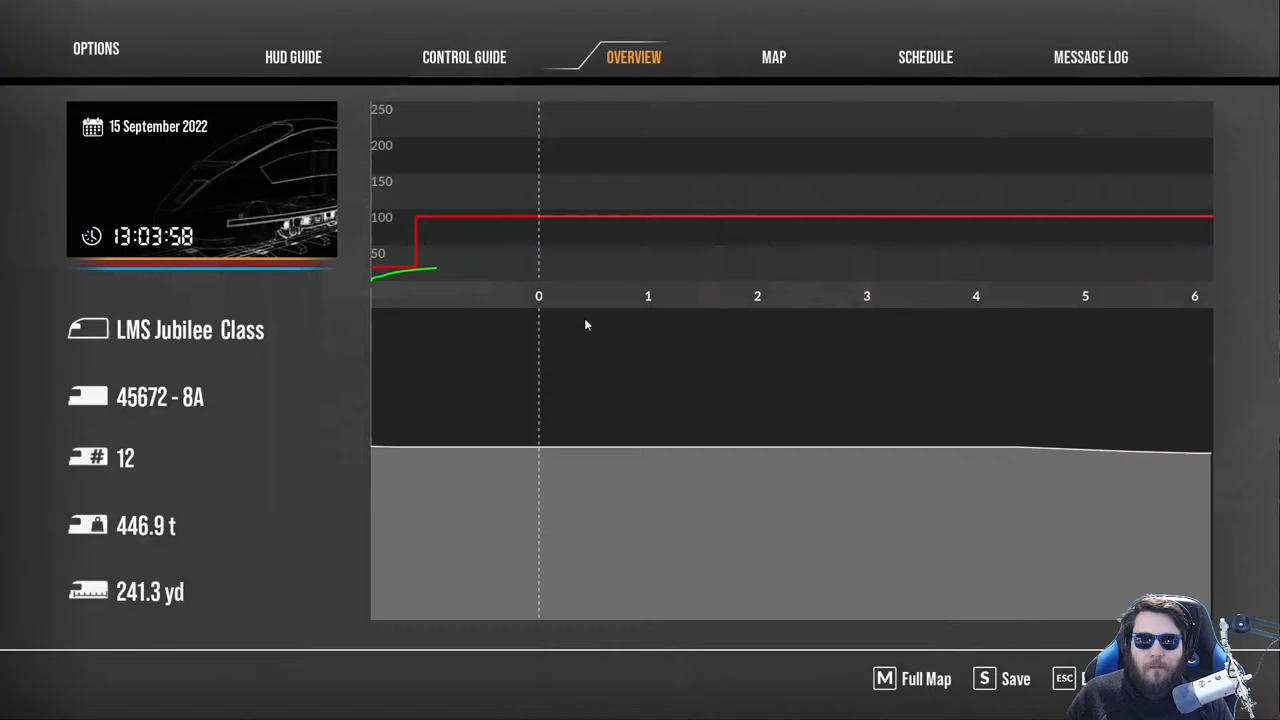 OPTIONS
HUD GUIDE
CONTROL GUIDE
OVERVIEW
MAP
SCHEDULE
MESSAGE LOG
15 September 2022
13:03:58
LMS Jubilee Class
45672 - 8A
# 12
446.9 t
241.3 yd
250
200
150
100
50
0 1 2 3 4 5 6
M Full Map
S Save
ESC